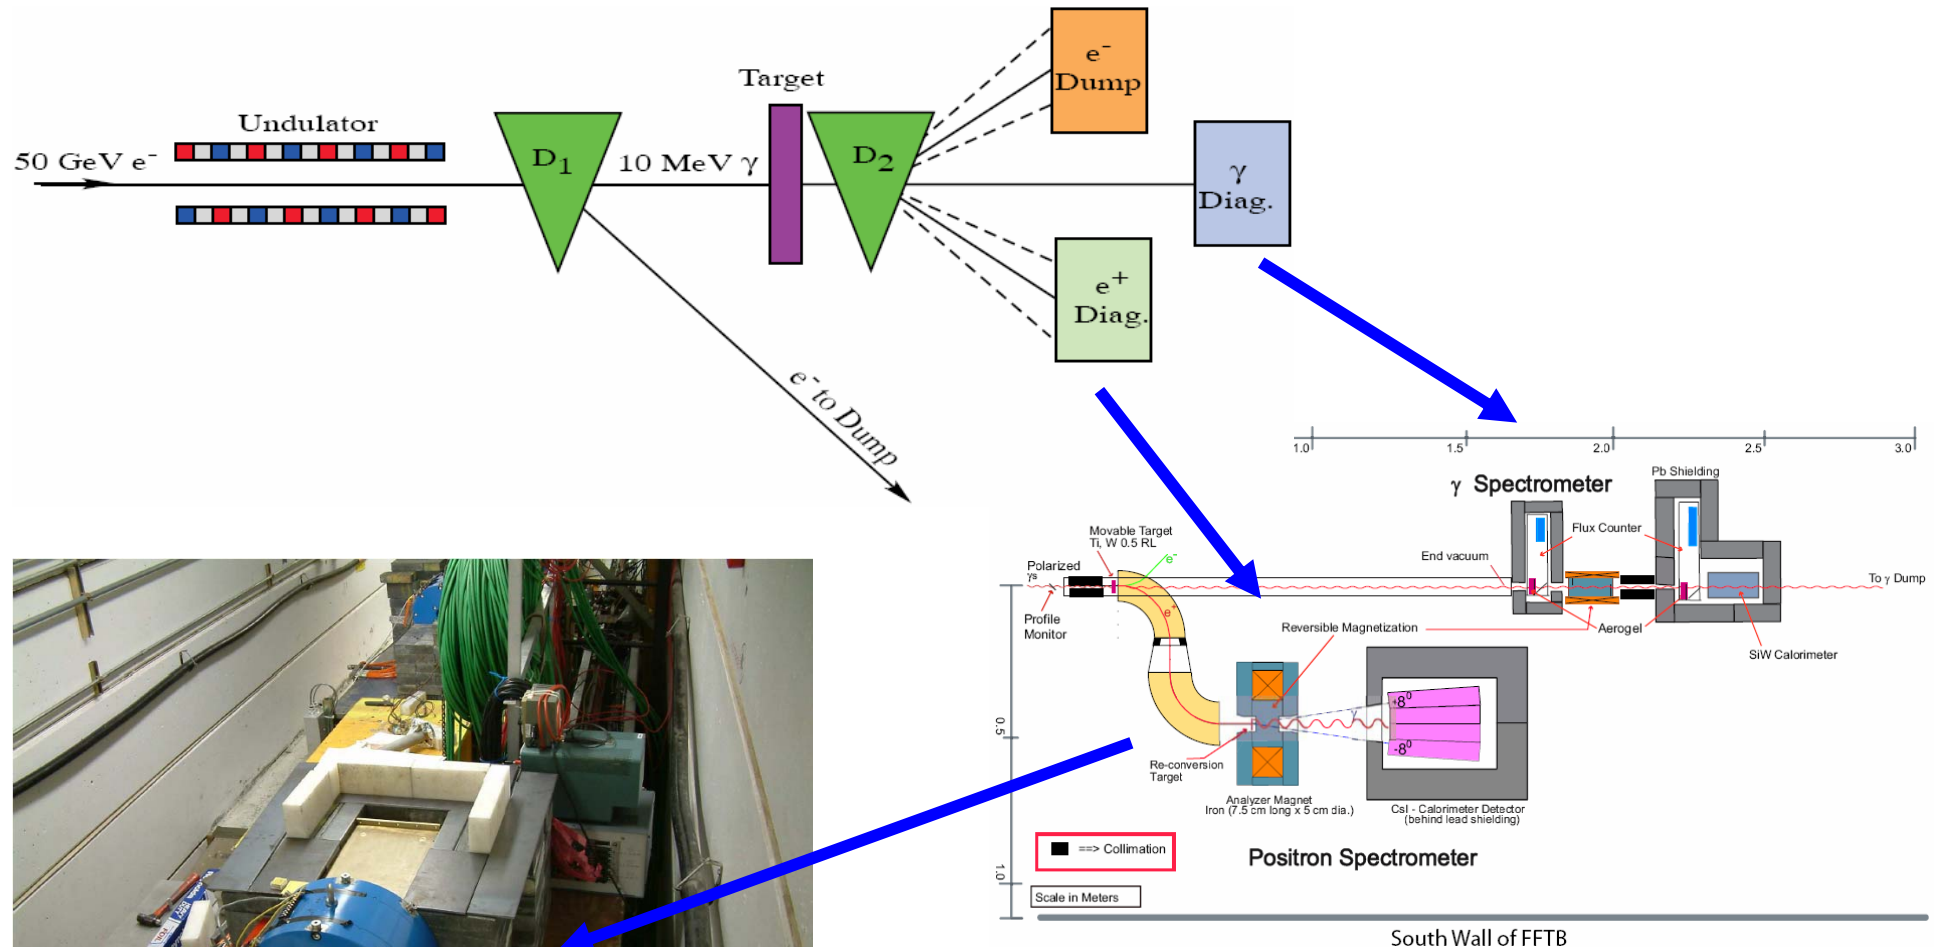 50 GeV e-
Undulator
D1
10 MeV γ
Target
D2
e-
Dump
γ
Diag.
e+
Diag.
e- to Dump
1.0
1.5
2.0
2.5
3.0
γ Spectrometer
Pb Shielding
Flux Counter
End vacuum
Movable Target
Ti, W 0.5 RL
e-
Polarized
γs
e+
Profile
Monitor
To γ Dump
Aerogel
Reversible Magnetization
SiW Calorimeter
0.5
+8⁰
γ
-8⁰
Re-conversion
Target
Analyzer Magnet
Iron (7.5 cm long x 5 cm dia.)
CsI - Calorimeter Detector
(behind lead shielding)
==> Collimation
Positron Spectrometer
1.0
Scale in Meters
South Wall of FFTB